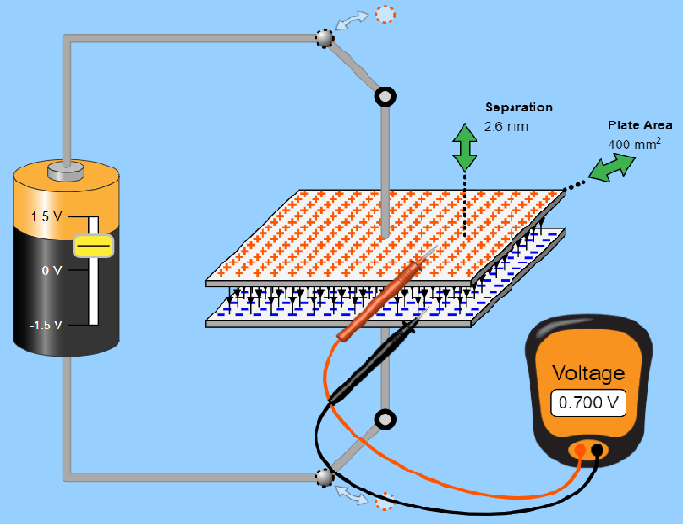 Separation
2.6 mm
Plate Area
400 mm²
1.5 V
0 V
-1.5 V
Voltage
0.700 V